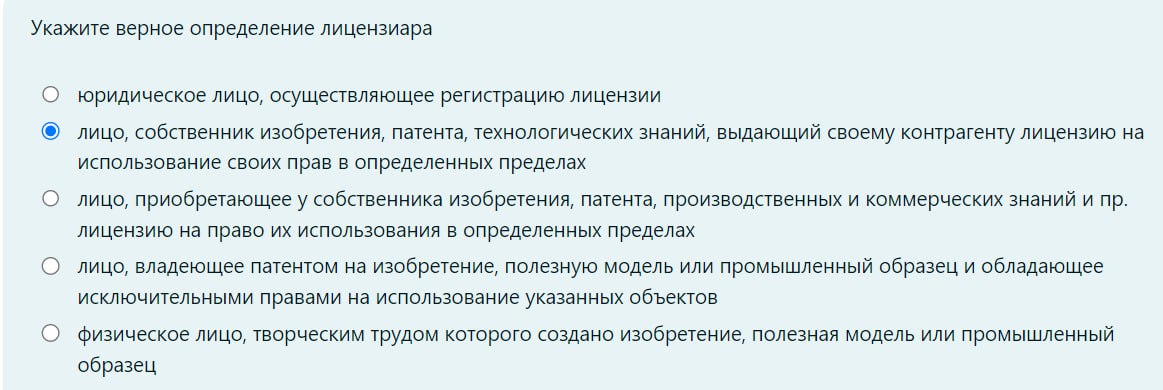 Укажите верное определение лицензиара
юридическое лицо, осуществляющее регистрацию лицензии
лицо, собственник изобретения, патента, технологических знаний, выдающий своему контрагенту лицензию на
использование своих прав в определенных пределах
лицо, приобретающее у собственника изобретения, патента, производственных и коммерческих знаний и пр.
лицензию на право их использования в определенных пределах
лицо, владеющее патентом на изобретение, полезную модель или промышленный образец и обладающее
исключительными правами на использование указанных объектов
физическое лицо, творческим трудом которого создано изобретение, полезная модель или промышленный
образец